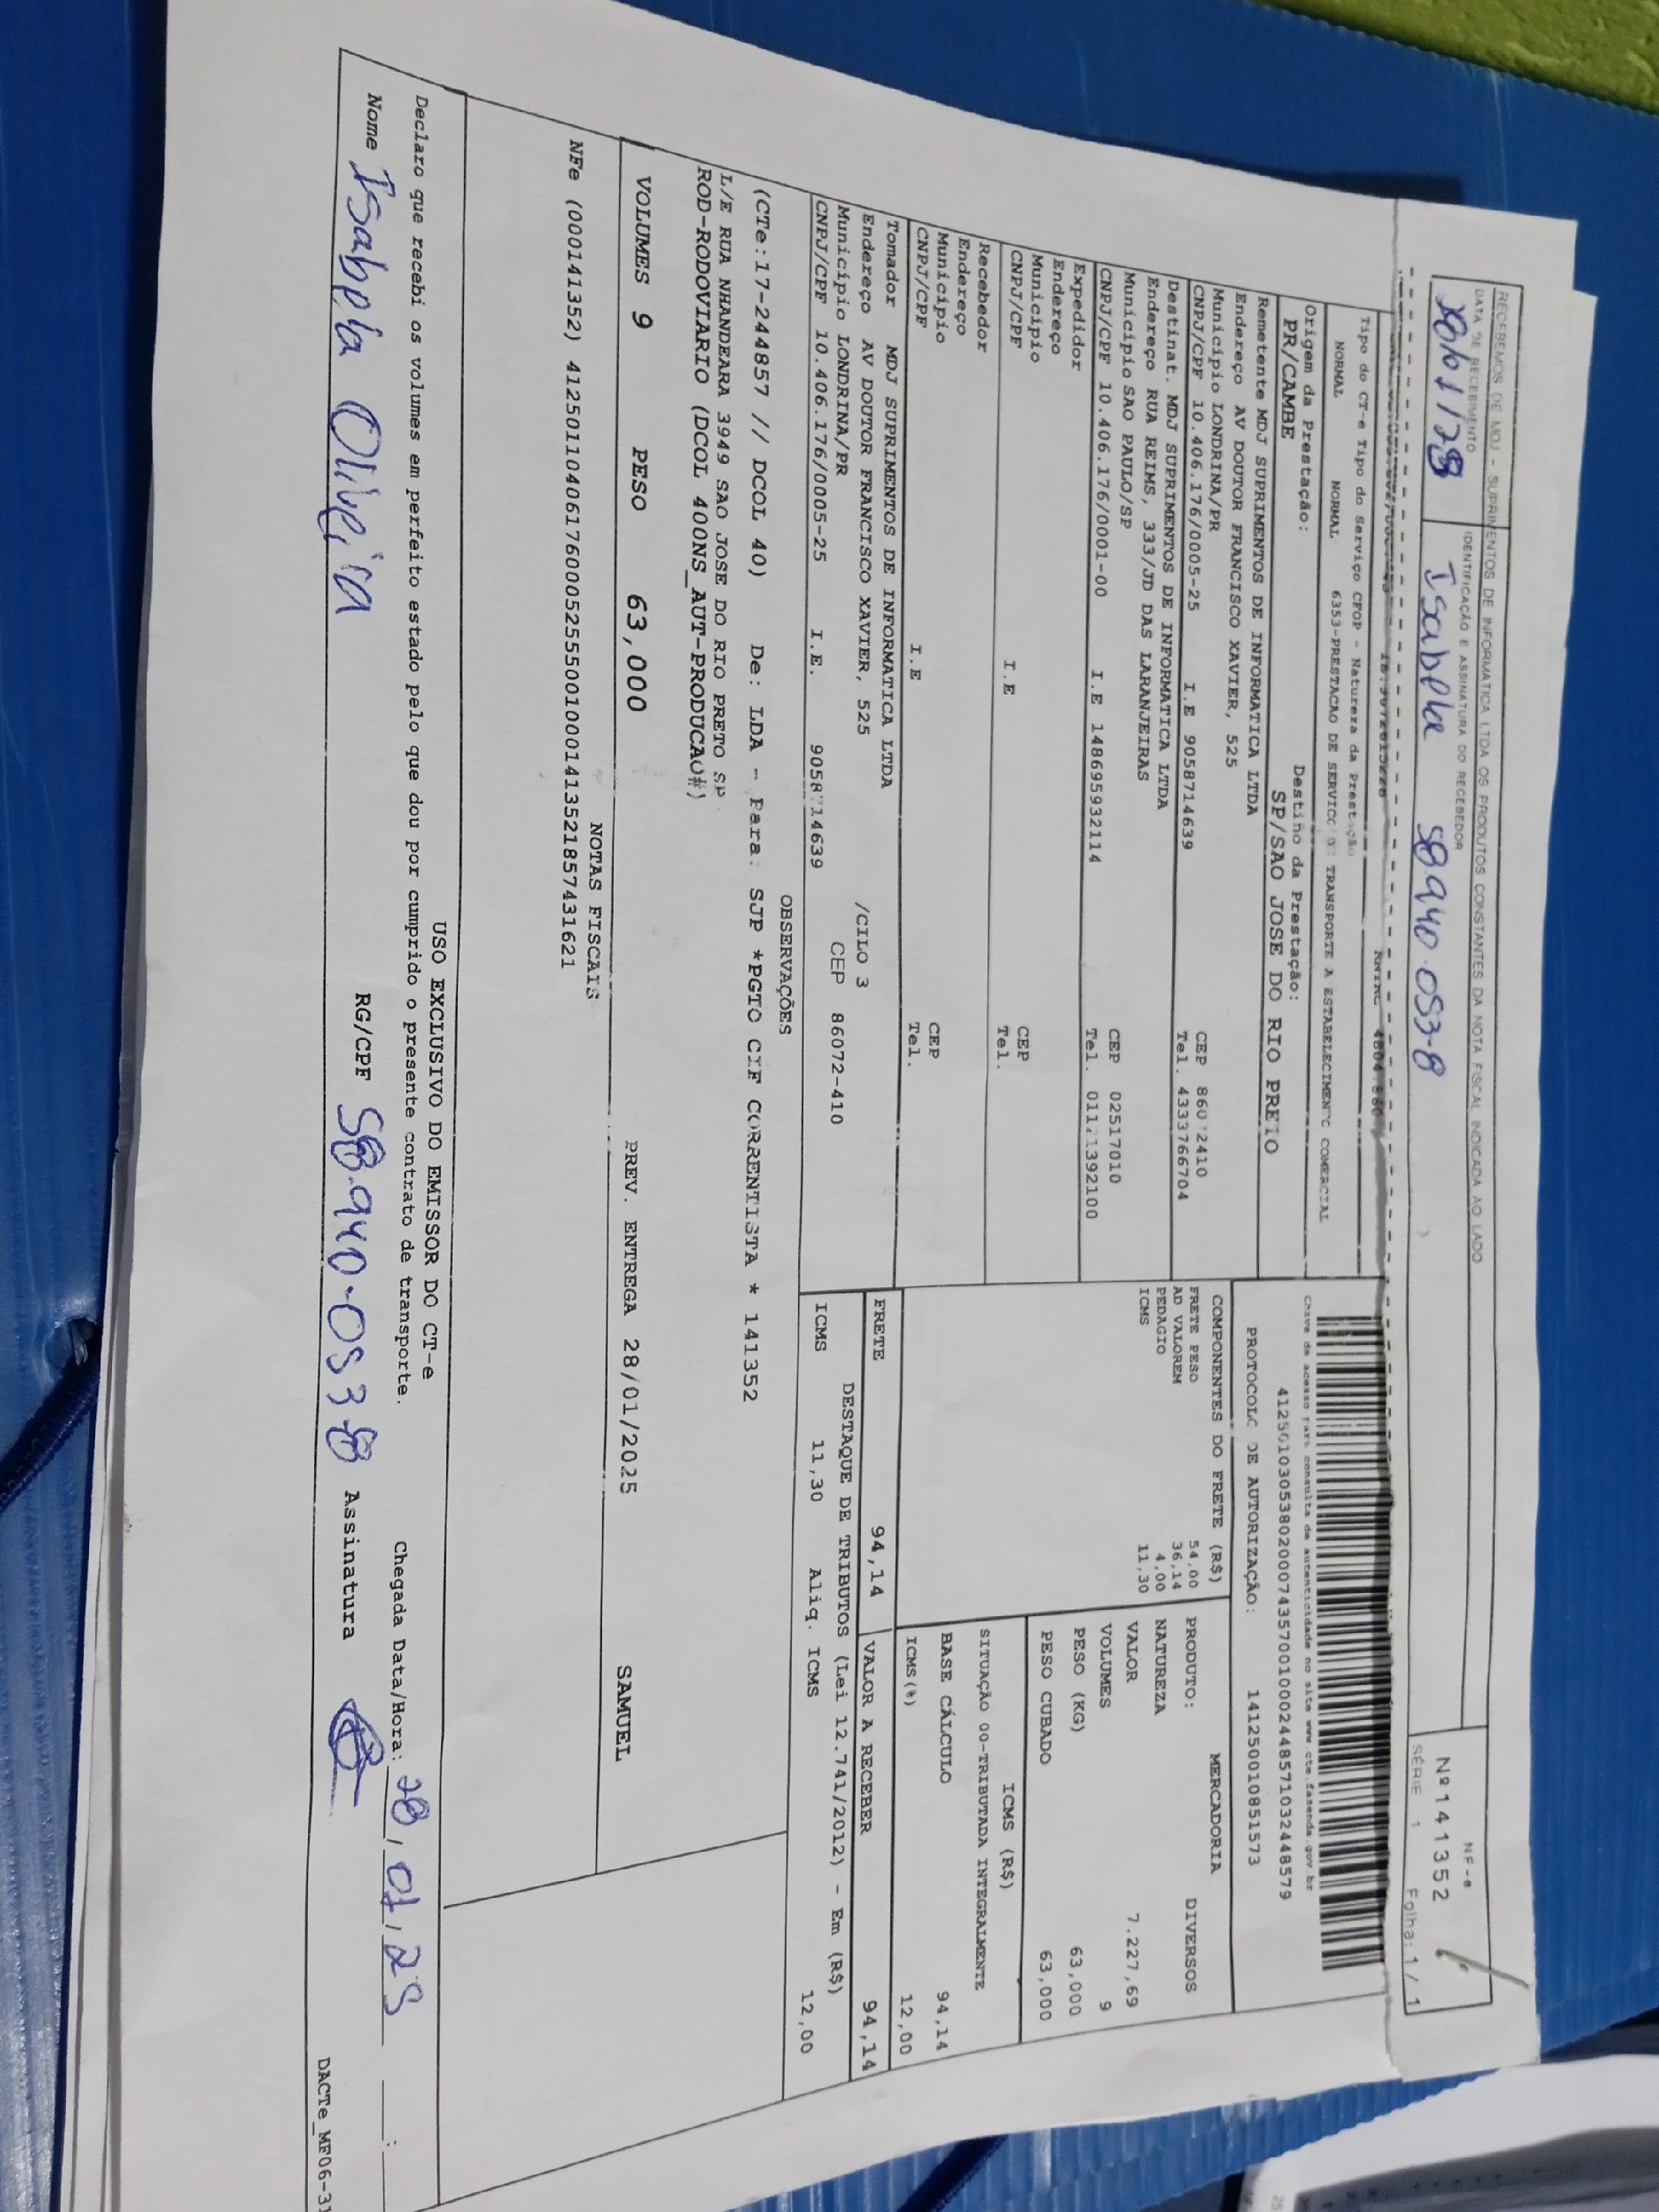 RECEBEMOS DE MDJ - SUPRIMENTOS DE INFORMATICA LTDA OS PRODUTOS CONSTANTES DA NOTA FISCAL INDICADA AO LADO
DATA DE RECEBIMENTO
IDENTIFICAÇÃO E ASSINATURA DO RECEBEDOR
Isabela 58.940.053-8
NF-e
Nº 141352
SÉRIE 1 Folha: 1 / 1
Tipo do CT-e Tipo do Serviço CFOP - Natureza da Prestação
NORMAL NORMAL 6353-PRESTACAO DE SERVICO TRANSPORTE A ESTABELECIMENTO COMERCIAL
Origem da Prestação: Destino da Prestação:
PR/CAMBE SP/SAO JOSE DO RIO PRETO
Chave de acesso para consulta de autenticidade no site www.cte.fazenda.gov.br
41250103053802000743570010002448571032448579
PROTOCOLO DE AUTORIZAÇÃO: 141250010851573
Remetente MDJ SUPRIMENTOS DE INFORMATICA LTDA
Endereço AV DOUTOR FRANCISCO XAVIER, 525
Municipio LONDRINA/PR CEP 86072410
CNPJ/CPF 10.406.176/0005-25 I.E 9058714639 Tel. 4333766704
Destinat. MDJ SUPRIMENTOS DE INFORMATICA LTDA
Endereço RUA REIMS, 333/JD DAS LARANJEIRAS
Municipio SAO PAULO/SP CEP 02517010
CNPJ/CPF 10.406.176/0001-00 I.E 148695932114 Tel. 01121392100
Expedidor
Endereço
Municipio CEP
CNPJ/CPF I.E Tel.
Recebedor
Endereço
Municipio CEP
CNPJ/CPF I.E Tel.
Tomador MDJ SUPRIMENTOS DE INFORMATICA LTDA
Endereço AV DOUTOR FRANCISCO XAVIER, 525 /CILO 3
Município LONDRINA/PR CEP 86072-410
CNPJ/CPF 10.406.176/0005-25 I.E. 9058714639
COMPONENTES DO FRETE (R$)
FRETE PESO 54,00
AD VALOREM 36,14
PEDAGIO 4,00
ICMS 11,30
MERCADORIA
PRODUTO: DIVERSOS
NATUREZA
VALOR 7.227,69
VOLUMES 9
PESO (KG) 63,000
PESO CUBADO 63,000
ICMS (R$)
SITUAÇÃO 00-TRIBUTADA INTEGRALMENTE
BASE CÁLCULO 94,14
ICMS(%) 12,00
FRETE 94,14 VALOR A RECEBER 94,14
DESTAQUE DE TRIBUTOS (Lei 12.741/2012) - Em (R$)
ICMS 11,30 Aliq. ICMS 12,00
OBSERVAÇÕES
(CTe:17-244857 // DCOL 40) De: LDA - Para: SJP *PGTO CIF CORRENTISTA * 141352
L/E RUA NHANDEARA 3949 SAO JOSE DO RIO PRETO SP
ROD-RODOVIARIO (DCOL 400NS_AUT-PRODUCAO#)
VOLUMES 9 PESO 63,000 PREV. ENTREGA 28/01/2025 SAMUEL
NOTAS FISCAIS
NFe (000141352) 41250110406176000525550010001413521857431621
USO EXCLUSIVO DO EMISSOR DO CT-e
Declaro que recebi os volumes em perfeito estado pelo que dou por cumprido o presente contrato de transporte. Chegada Data/Hora: 28, 01, 25 :
Nome Isabela Oliveira RG/CPF 58.940.053-8 Assinatura
DACTe_MF06-31